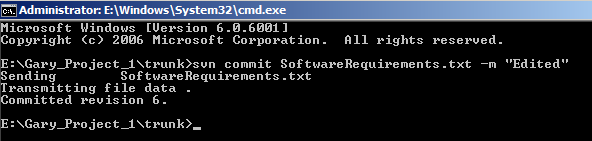 Administrator: E:\Windows\System32\cmd.exe
Microsoft Windows [Version 6.0.6001]
Copyright (c) 2006 Microsoft Corporation.  All rights reserved.
E:\Gary_Project_1\trunk>svn commit SoftwareRequirements.txt -m "Edited"
Sending        SoftwareRequirements.txt
Transmitting file data .
Committed revision 6.
E:\Gary_Project_1\trunk>_